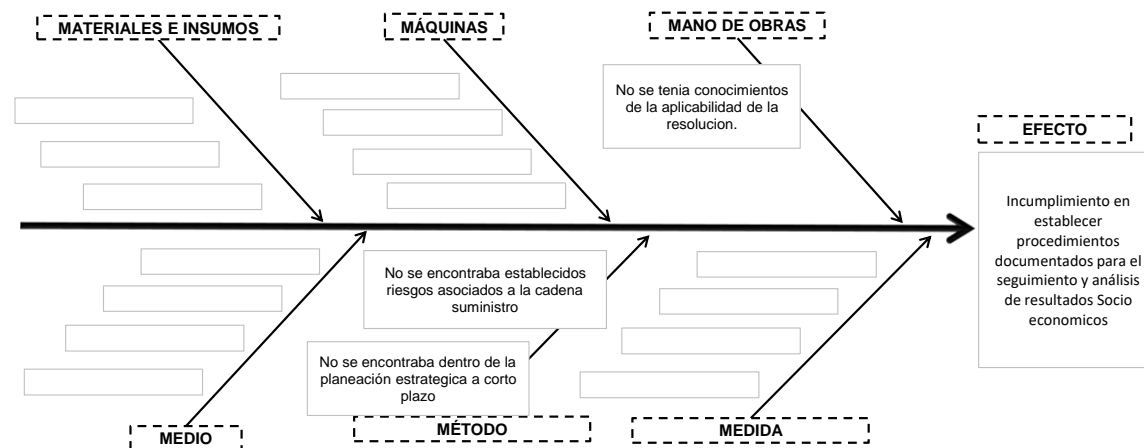 MATERIALES E INSUMOS
MÁQUINAS
MANO DE OBRAS
No se tenia conocimientos
de la aplicabilidad de la
resolucion.
EFECTO
Incumplimiento en
establecer
procedimientos
documentados para el
seguimiento y análisis
de resultados Socio
economicos
No se encontraba establecidos
riesgos asociados a la cadena
suministro
No se encontraba dentro de la
planeación estrategica a corto
plazo
MEDIO
MÉTODO
MEDIDA